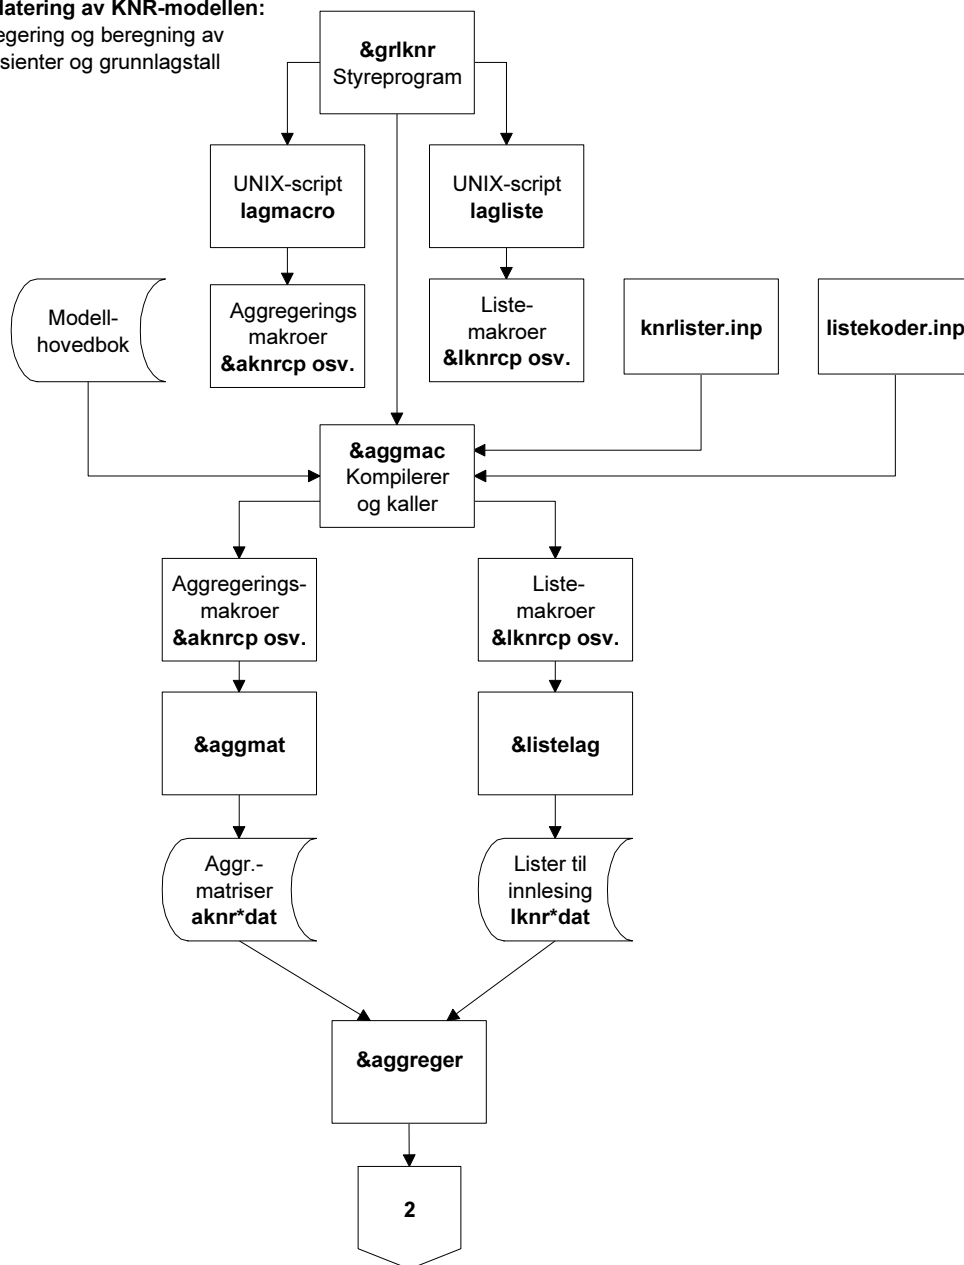 latering av KNR-modellen:
egering og beregning av
sienter og grunnlagstall
&grlknr
Styreprogram
UNIX-script
lagmacro
UNIX-script
lagliste
Modell-
hovedbok
Aggregerings
makroer
&aknrcp osv.
Liste-
makroer
&lknrcp osv.
knrlister.inp
listekoder.inp
&aggmac
Kompilerer
og kaller
Aggregerings-
makroer
&aknrcp osv.
Liste-
makroer
&lknrcp osv.
&aggmat
&listelag
Aggr.-
matriser
aknr*dat
Lister til
innlesing
lknr*dat
&aggreger
2